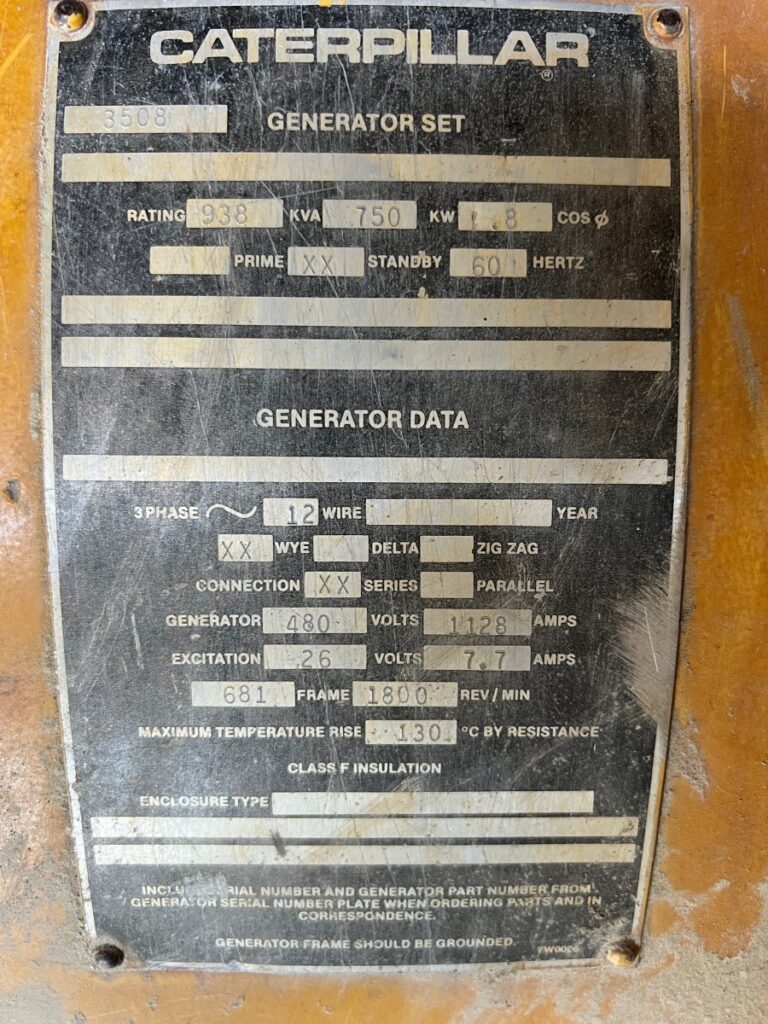 CATERPILLAR
®
3508 GENERATOR SET
RATING 938 KVA 750 KW .8 COS φ
PRIME XX STANDBY 60 HERTZ
GENERATOR DATA
3 PHASE ~ 12 WIRE YEAR
XX WYE DELTA ZIG ZAG
CONNECTION XX SERIES PARALLEL
GENERATOR 480 VOLTS 1128 AMPS
EXCITATION 26 VOLTS 7.7 AMPS
681 FRAME 1800 REV/MIN
MAXIMUM TEMPERATURE RISE 130 °C BY RESISTANCE
CLASS F INSULATION
ENCLOSURE TYPE
NUMBER AND GENERATOR PART NUMBER FROM
GENERATOR SERIAL NUMBER PLATE WHEN ORDERING PARTS AND IN
CORRESPONDENCE.
GENERATOR FRAME SHOULD BE GROUNDED.